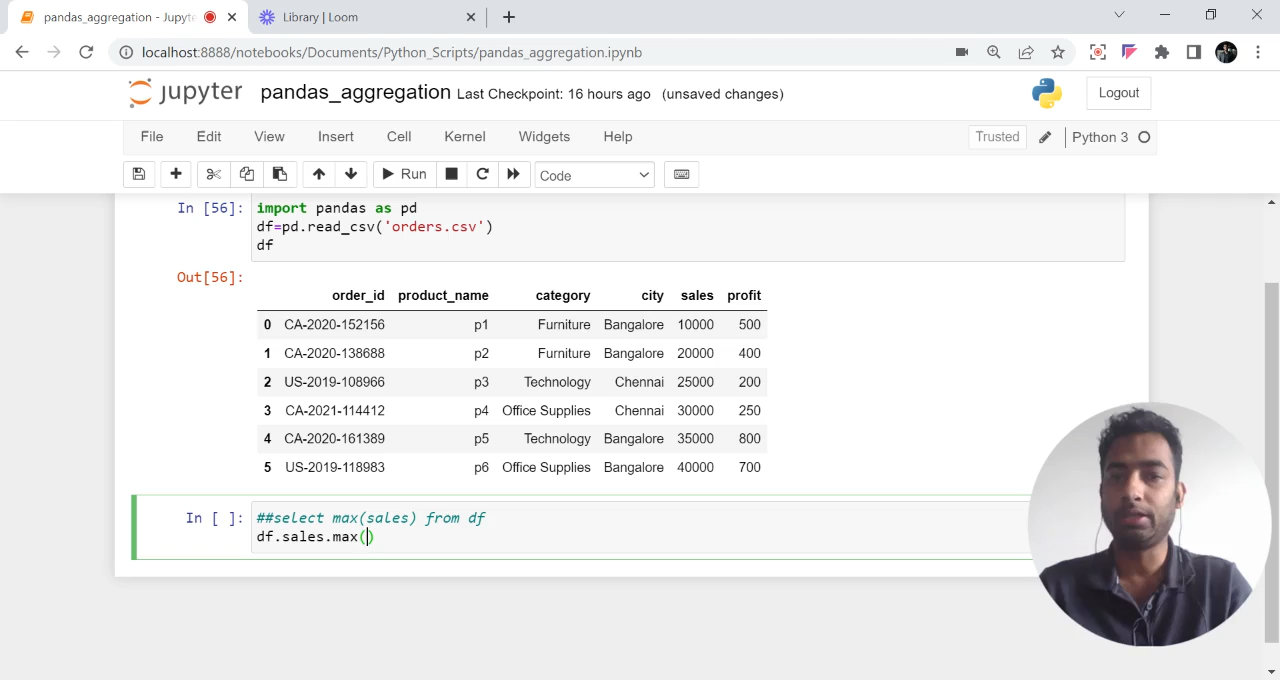 pandas_aggregation - Jupyte
Library | Loom
localhost:8888/notebooks/Documents/Python_Scripts/pandas_aggregation.ipynb
jupyter pandas_aggregation Last Checkpoint: 16 hours ago (unsaved changes)
Logout
File Edit View Insert Cell Kernel Widgets Help
Trusted Python 3
Run Code
In [56]: import pandas as pd
df=pd.read_csv('orders.csv')
df
Out[56]:
order_id product_name category city sales profit
0 CA-2020-152156 p1 Furniture Bangalore 10000 500
1 CA-2020-138688 p2 Furniture Bangalore 20000 400
2 US-2019-108966 p3 Technology Chennai 25000 200
3 CA-2021-114412 p4 Office Supplies Chennai 30000 250
4 CA-2020-161389 p5 Technology Bangalore 35000 800
5 US-2019-118983 p6 Office Supplies Bangalore 40000 700
In [ ]: ##select max(sales) from df
df.sales.max()